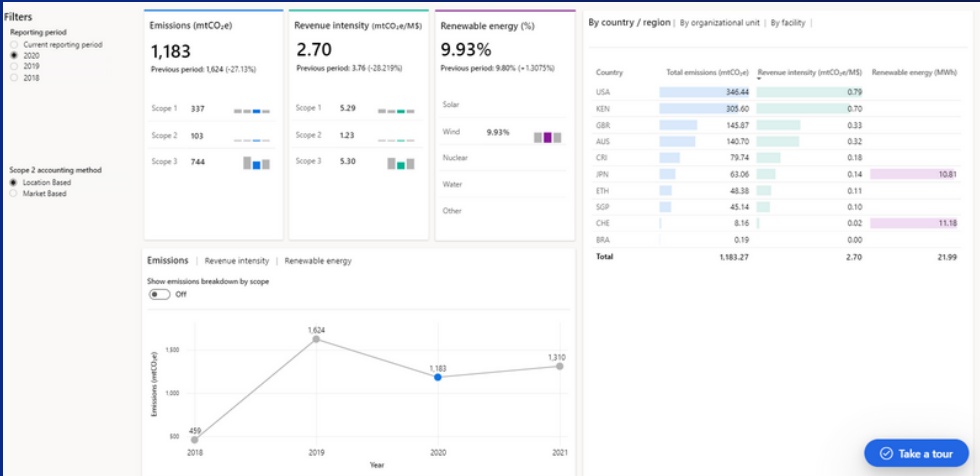 Filters
Reporting period
Current reporting period
2020
2019
2018
Scope 2 accounting method
Location Based
Market Based
Emissions (mtCO₂e)
1,183
Previous period: 1,624 (-27.13%)
Scope 1 337
Scope 2 103
Scope 3 744
Revenue intensity (mtCO₂e/M$)
2.70
Previous period: 3.76 (-28.219%)
Scope 1 5.29
Scope 2 1.23
Scope 3 5.30
Renewable energy (%)
9.93%
Previous period: 9.80% (+1.3075%)
Solar
Wind 9.93%
Nuclear
Water
Other
Emissions | Revenue intensity | Renewable energy
Show emissions breakdown by scope
Off
Emissions (mtCO₂e)
1,500
1,000
500
459
1,624
1,183
1,310
2018 2019 2020 2021
Year
By country / region | By organizational unit | By facility |
Country Total emissions (mtCO₂e) Revenue intensity (mtCO₂e/M$) Renewable energy (MWh)
USA 346.44 0.79
KEN 305.60 0.70
GBR 145.87 0.33
AUS 140.70 0.32
CRI 79.74 0.18
JPN 63.06 0.14 10.81
ETH 48.38 0.11
SGP 45.14 0.10
CHE 8.16 0.02 11.18
BRA 0.19 0.00
Total 1,183.27 2.70 21.99
Take a tour